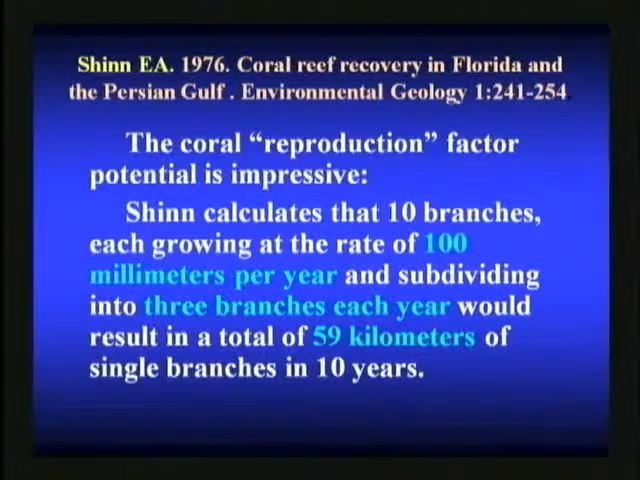 Shinn EA. 1976. Coral reef recovery in Florida and
the Persian Gulf . Environmental Geology 1:241-254.
The coral “reproduction” factor
potential is impressive:
Shinn calculates that 10 branches,
each growing at the rate of 100
millimeters per year and subdividing
into three branches each year would
result in a total of 59 kilometers of
single branches in 10 years.